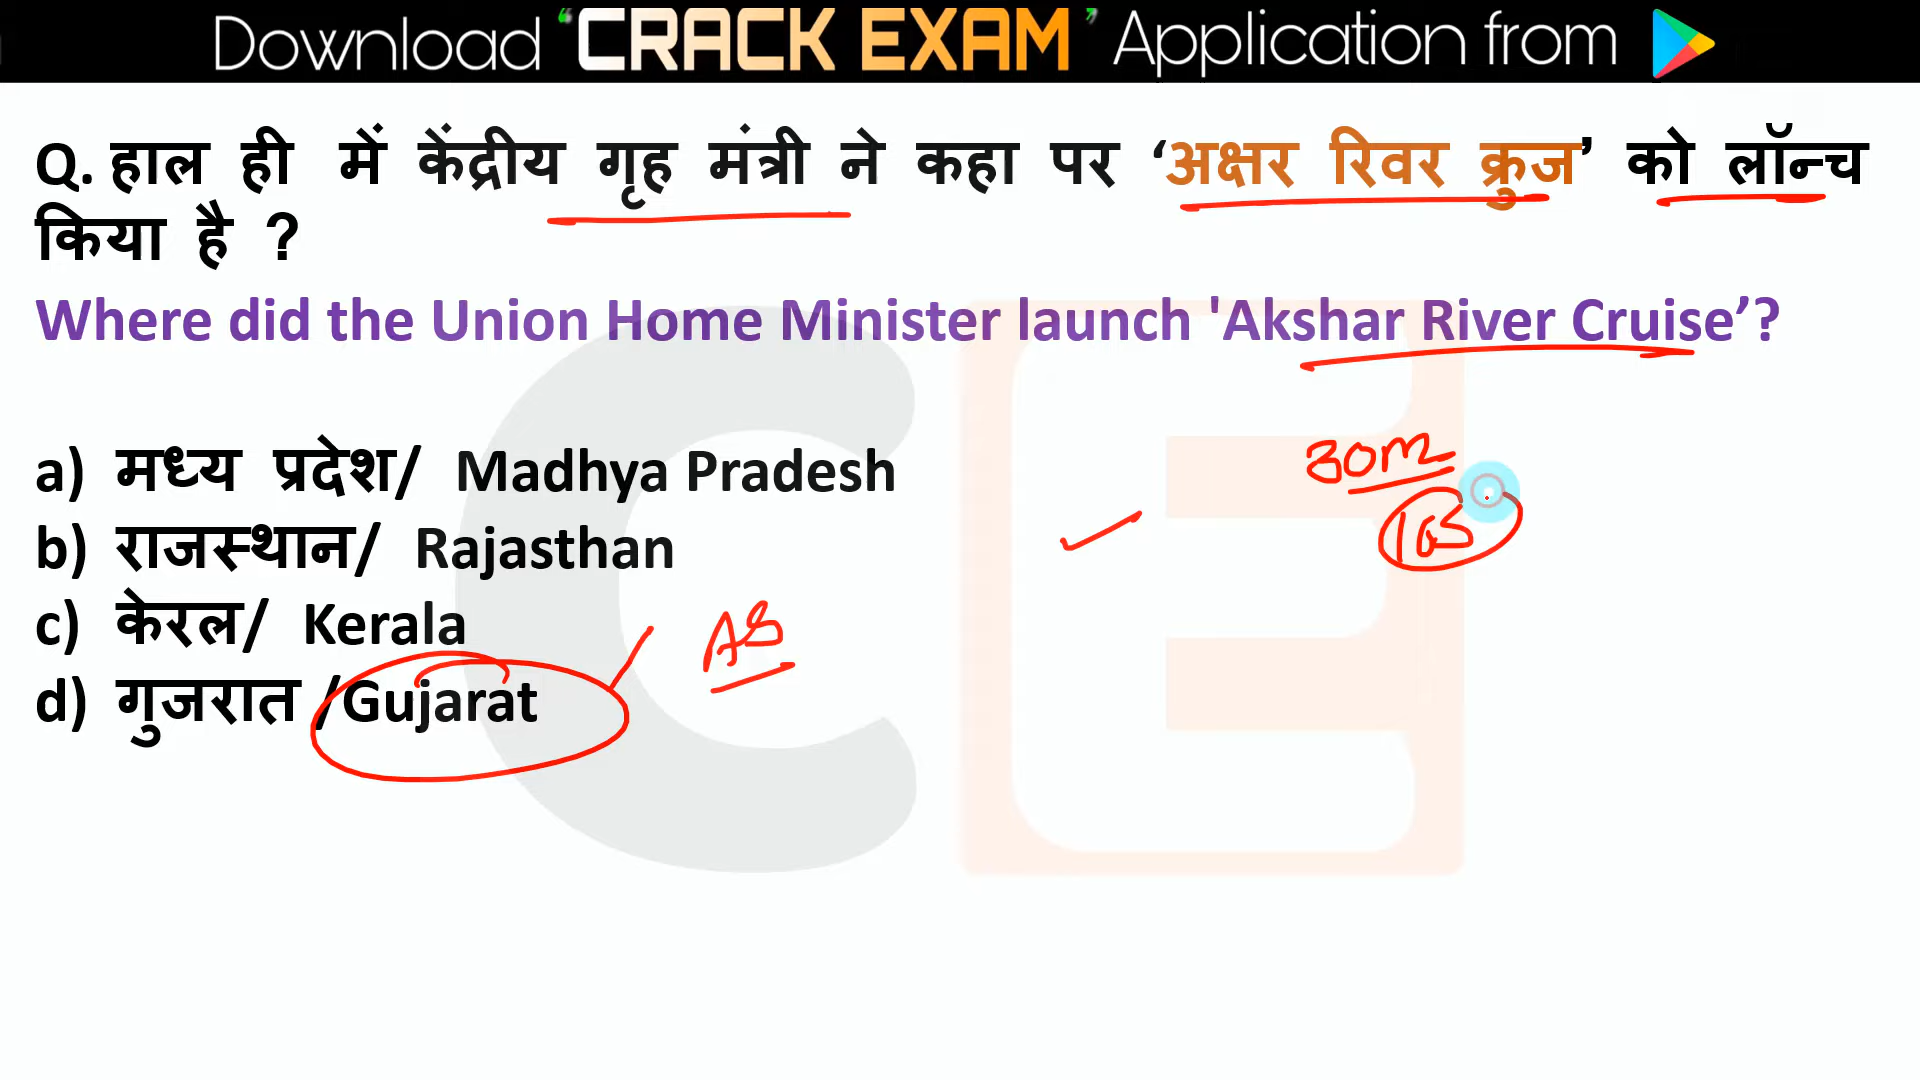 Download ‘CRACK EXAM’ Application from
Q. हाल ही में केंद्रीय गृह मंत्री ने कहा पर ‘अक्षर रिवर क्रुज’ को लॉन्च
किया है ?
Where did the Union Home Minister launch 'Akshar River Cruise’?
30m
165
a) मध्य प्रदेश/ Madhya Pradesh
b) राजस्थान/ Rajasthan
c) केरल/ Kerala
d) गुजरात /Gujarat
CE